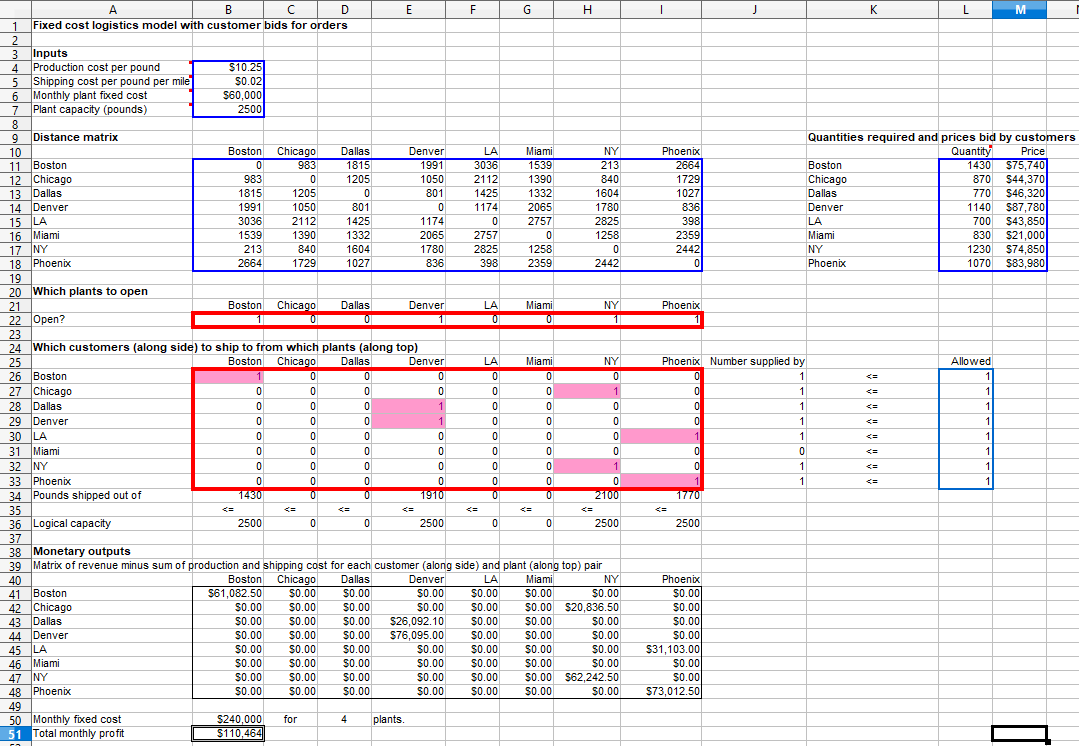 A B C D E F G H I J K L M
1 Fixed cost logistics model with customer bids for orders
2
3 Inputs
4 Production cost per pound $10.25
5 Shipping cost per pound per mile $0.02
6 Monthly plant fixed cost $60,000
7 Plant capacity (pounds) 2500
8
9 Distance matrix Quantities required and prices bid by customers
10 Boston Chicago Dallas Denver LA Miami NY Phoenix Quantity Price
11 Boston 0 983 1815 1991 3036 1539 213 2664 Boston 1430 $75,740
12 Chicago 983 0 1205 1050 2112 1390 840 1729 Chicago 870 $44,370
13 Dallas 1815 1205 0 801 1425 1332 1604 1027 Dallas 770 $46,320
14 Denver 1991 1050 801 0 1174 2065 1780 836 Denver 1140 $87,780
15 LA 3036 2112 1425 1174 0 2757 2825 398 LA 700 $43,850
16 Miami 1539 1390 1332 2065 2757 0 1258 2359 Miami 830 $21,000
17 NY 213 840 1604 1780 2825 1258 0 2442 NY 1230 $74,850
18 Phoenix 2664 1729 1027 836 398 2359 2442 0 Phoenix 1070 $83,980
19
20 Which plants to open
21 Boston Chicago Dallas Denver LA Miami NY Phoenix
22 Open? 1 0 0 1 0 0 1 1
23
24 Which customers (along side) to ship to from which plants (along top)
25 Boston Chicago Dallas Denver LA Miami NY Phoenix Number supplied by Allowed
26 Boston 1 0 0 0 0 0 0 0 1 <= 1
27 Chicago 0 0 0 0 0 0 1 0 1 <= 1
28 Dallas 0 0 0 1 0 0 0 0 1 <= 1
29 Denver 0 0 0 1 0 0 0 0 1 <= 1
30 LA 0 0 0 0 0 0 0 1 1 <= 1
31 Miami 0 0 0 0 0 0 0 0 0 <= 1
32 NY 0 0 0 0 0 0 1 0 1 <= 1
33 Phoenix 0 0 0 0 0 0 0 1 1 <= 1
34 Pounds shipped out of 1430 0 0 1910 0 0 2100 1770
35 <= <= <= <= <= <= <= <=
36 Logical capacity 2500 0 0 2500 0 0 2500 2500
37
38 Monetary outputs
39 Matrix of revenue minus sum of production and shipping cost for each customer (along side) and plant (along top) pair
40 Boston Chicago Dallas Denver LA Miami NY Phoenix
41 Boston $61,082.50 $0.00 $0.00 $0.00 $0.00 $0.00 $0.00 $0.00
42 Chicago $0.00 $0.00 $0.00 $0.00 $0.00 $0.00 $20,836.50 $0.00
43 Dallas $0.00 $0.00 $0.00 $26,092.10 $0.00 $0.00 $0.00 $0.00
44 Denver $0.00 $0.00 $0.00 $76,095.00 $0.00 $0.00 $0.00 $0.00
45 LA $0.00 $0.00 $0.00 $0.00 $0.00 $0.00 $0.00 $31,103.00
46 Miami $0.00 $0.00 $0.00 $0.00 $0.00 $0.00 $0.00 $0.00
47 NY $0.00 $0.00 $0.00 $0.00 $0.00 $0.00 $62,242.50 $0.00
48 Phoenix $0.00 $0.00 $0.00 $0.00 $0.00 $0.00 $0.00 $73,012.50
49
50 Monthly fixed cost $240,000 for 4 plants.
51 Total monthly profit $110,464